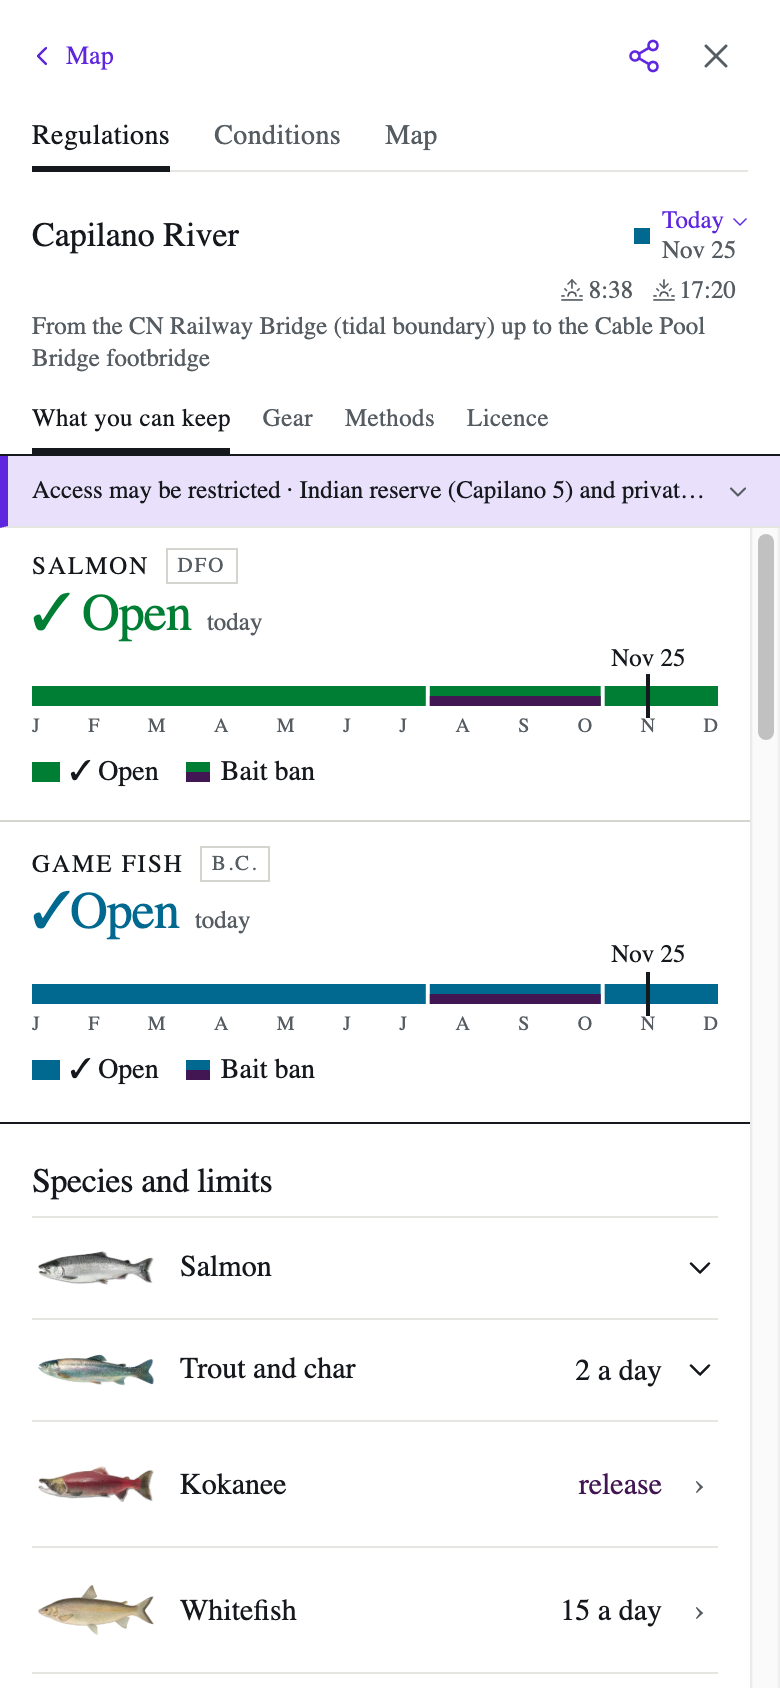 Map
Regulations Conditions Map
Capilano River
Today
Nov 25
8:38 17:20
From the CN Railway Bridge (tidal boundary) up to the Cable Pool
Bridge footbridge
What you can keep Gear Methods Licence
Access may be restricted · Indian reserve (Capilano 5) and privat…
SALMON DFO
✓ Open today
Nov 25
J F M A M J J A S O N D
✓ Open Bait ban
GAME FISH B.C.
✓Open today
Nov 25
J F M A M J J A S O N D
✓ Open Bait ban
Species and limits
Salmon
Trout and char 2 a day
Kokanee release
Whitefish 15 a day